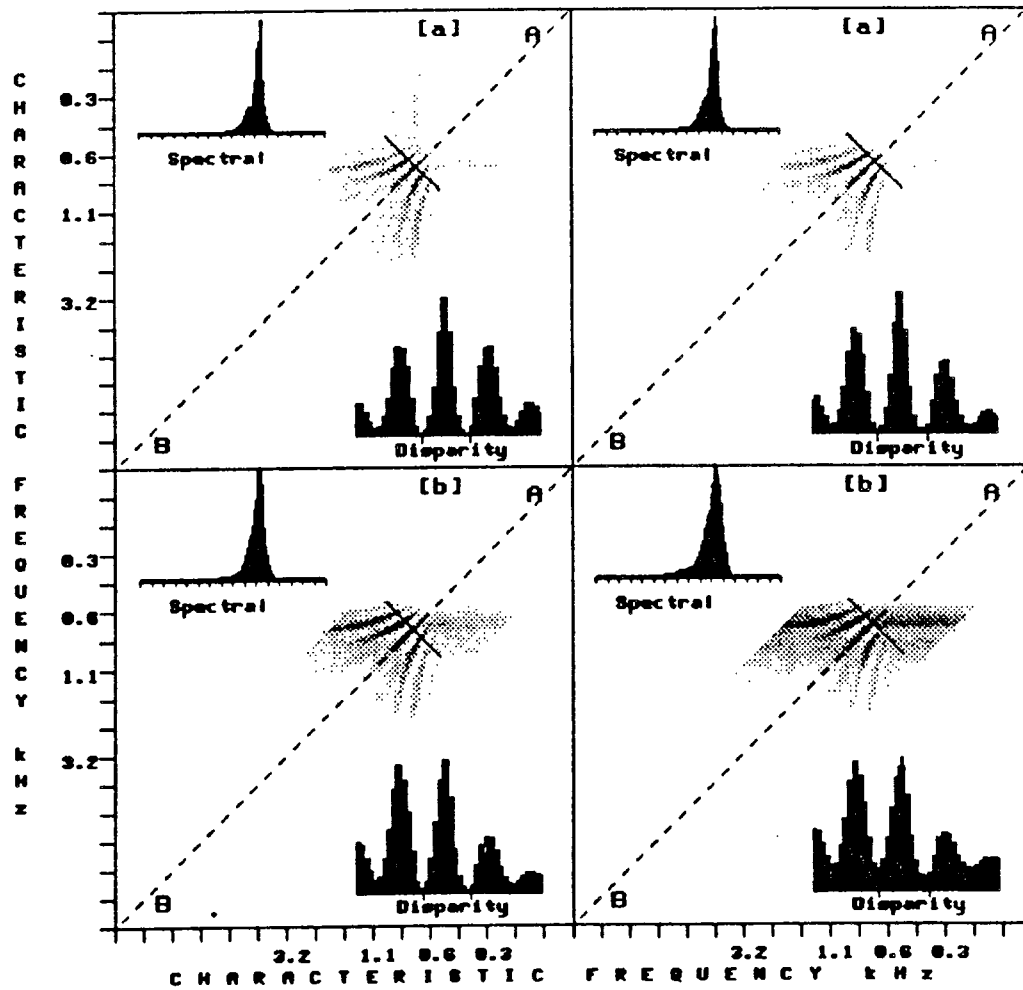 [a] A
0.3
0.6
1.1
3.2
Spectral
Disparity
B
[a] A
Spectral
Disparity
B
[b] A
0.3
0.6
1.1
3.2
Spectral
Disparity
B
[b] A
Spectral
Disparity
B
CHARACTERISTIC FREQUENCY kHz
3.2 1.1 0.6 0.3 3.2 1.1 0.6 0.3
CHARACTERISTIC FREQUENCY kHz